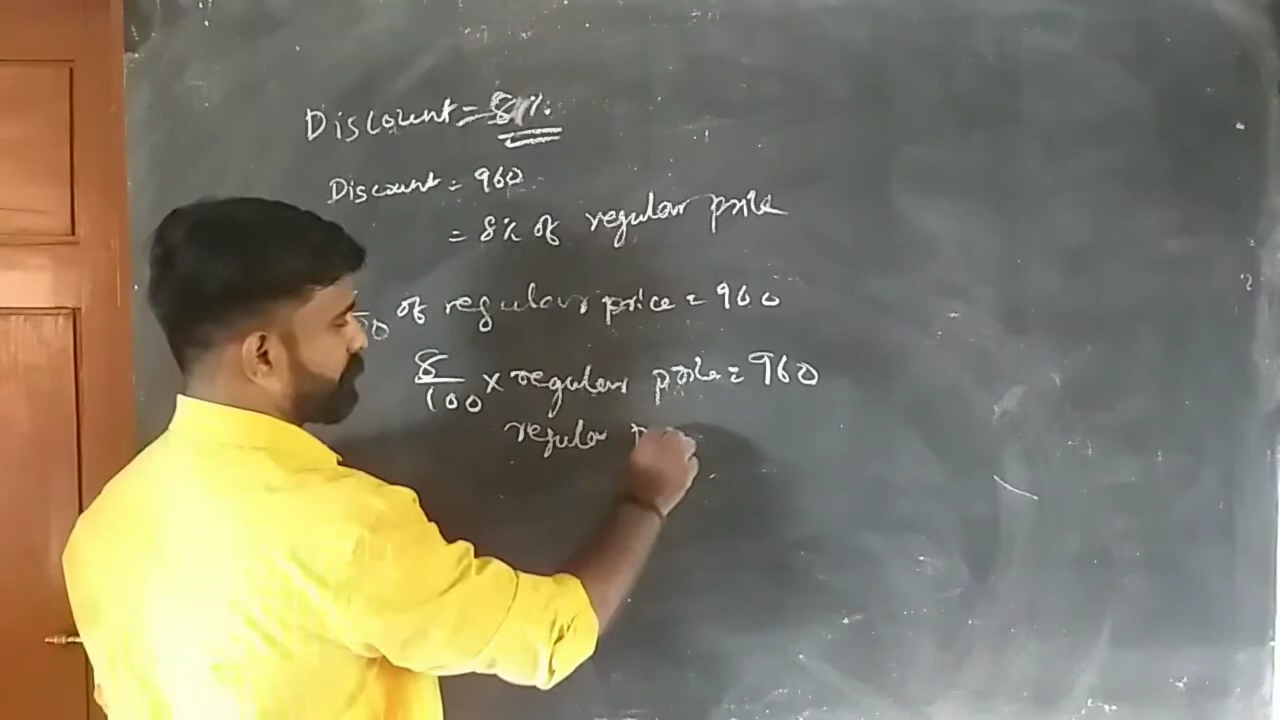 Discount = 8%
Discount = 960
= 8% of regular price
of regular price = 960
8/100 × regular price = 960
regular